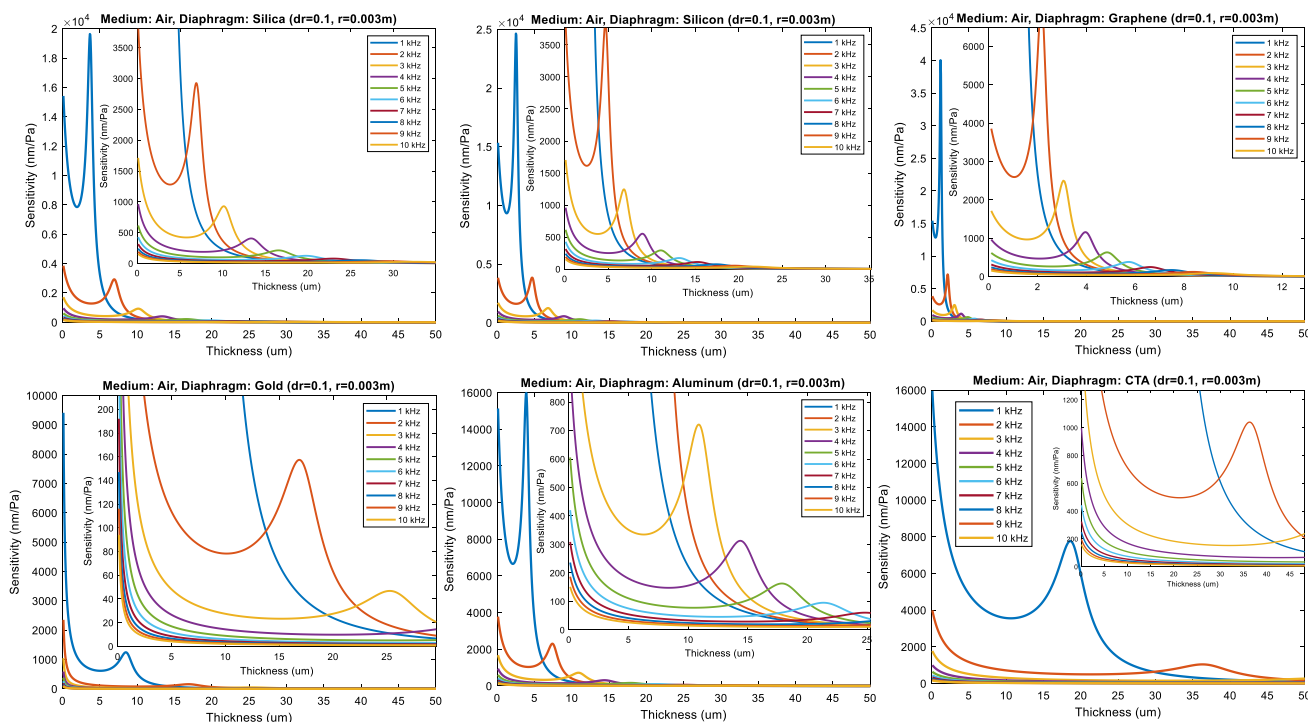 Medium: Air, Diaphragm: Silica (dr=0.1, r=0.003m)
×10⁴
2
1.8
1.6
1.4
1.2
1
0.8
0.6
0.4
0.2
0
Sensitivity (nm/Pa)
0 5 10 15 20 25 30 35 40 45 50
Thickness (um)
3500
3000
2500
2000
1500
1000
500
0
Sensitivity (nm/Pa)
0 5 10 15 20 25 30
Thickness (um)
1 kHz
2 kHz
3 kHz
4 kHz
5 kHz
6 kHz
7 kHz
8 kHz
9 kHz
10 kHz
Medium: Air, Diaphragm: Silicon (dr=0.1, r=0.003m)
×10⁴
2.5
2
1.5
1
0.5
0
Sensitivity (nm/Pa)
0 5 10 15 20 25 30 35 40 45 50
Thickness (um)
3500
3000
2500
2000
1500
1000
500
0
Sensitivity (nm/Pa)
0 5 10 15 20 25 30 35
Thickness (um)
1 kHz
2 kHz
3 kHz
4 kHz
5 kHz
6 kHz
7 kHz
8 kHz
9 kHz
10 kHz
Medium: Air, Diaphragm: Graphene (dr=0.1, r=0.003m)
×10⁴
4.5
4
3.5
3
2.5
2
1.5
1
0.5
0
Sensitivity (nm/Pa)
0 5 10 15 20 25 30 35 40 45 50
Thickness (um)
6000
5000
4000
3000
2000
1000
0
Sensitivity (nm/Pa)
0 2 4 6 8 10 12
Thickness (um)
1 kHz
2 kHz
3 kHz
4 kHz
5 kHz
6 kHz
7 kHz
8 kHz
9 kHz
10 kHz
Medium: Air, Diaphragm: Gold (dr=0.1, r=0.003m)
10000
9000
8000
7000
6000
5000
4000
3000
2000
1000
0
Sensitivity (nm/Pa)
0 5 10 15 20 25 30 35 40 45 50
Thickness (um)
200
180
160
140
120
100
80
60
40
20
0
Sensitivity (nm/Pa)
0 5 10 15 20 25
Thickness (um)
1 kHz
2 kHz
3 kHz
4 kHz
5 kHz
6 kHz
7 kHz
8 kHz
9 kHz
10 kHz
Medium: Air, Diaphragm: Aluminum (dr=0.1, r=0.003m)
16000
14000
12000
10000
8000
6000
4000
2000
0
Sensitivity (nm/Pa)
0 5 10 15 20 25 30 35 40 45 50
Thickness (um)
800
700
600
500
400
300
200
100
0
Sensitivity (nm/Pa)
0 5 10 15 20 25
Thickness (um)
1 kHz
2 kHz
3 kHz
4 kHz
5 kHz
6 kHz
7 kHz
8 kHz
9 kHz
10 kHz
Medium: Air, Diaphragm: CTA (dr=0.1, r=0.003m)
16000
14000
12000
10000
8000
6000
4000
2000
0
Sensitivity (nm/Pa)
0 5 10 15 20 25 30 35 40 45 50
Thickness (um)
1 kHz
2 kHz
3 kHz
4 kHz
5 kHz
6 kHz
7 kHz
8 kHz
9 kHz
10 kHz
1200
1000
800
600
400
200
0
Sensitivity (nm/Pa)
5 10 15 20 25 30 35 40 45
Thickness (um)